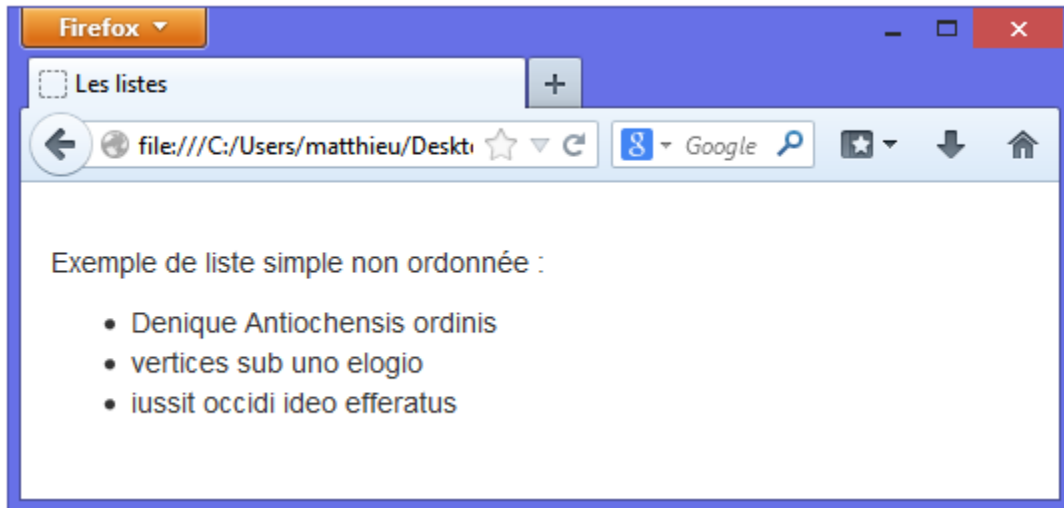 Firefox
Les listes
file:///C:/Users/matthieu/Deskt
8 Google
Exemple de liste simple non ordonnée :
• Denique Antiochensis ordinis
• vertices sub uno elogio
• iussit occidi ideo efferatus